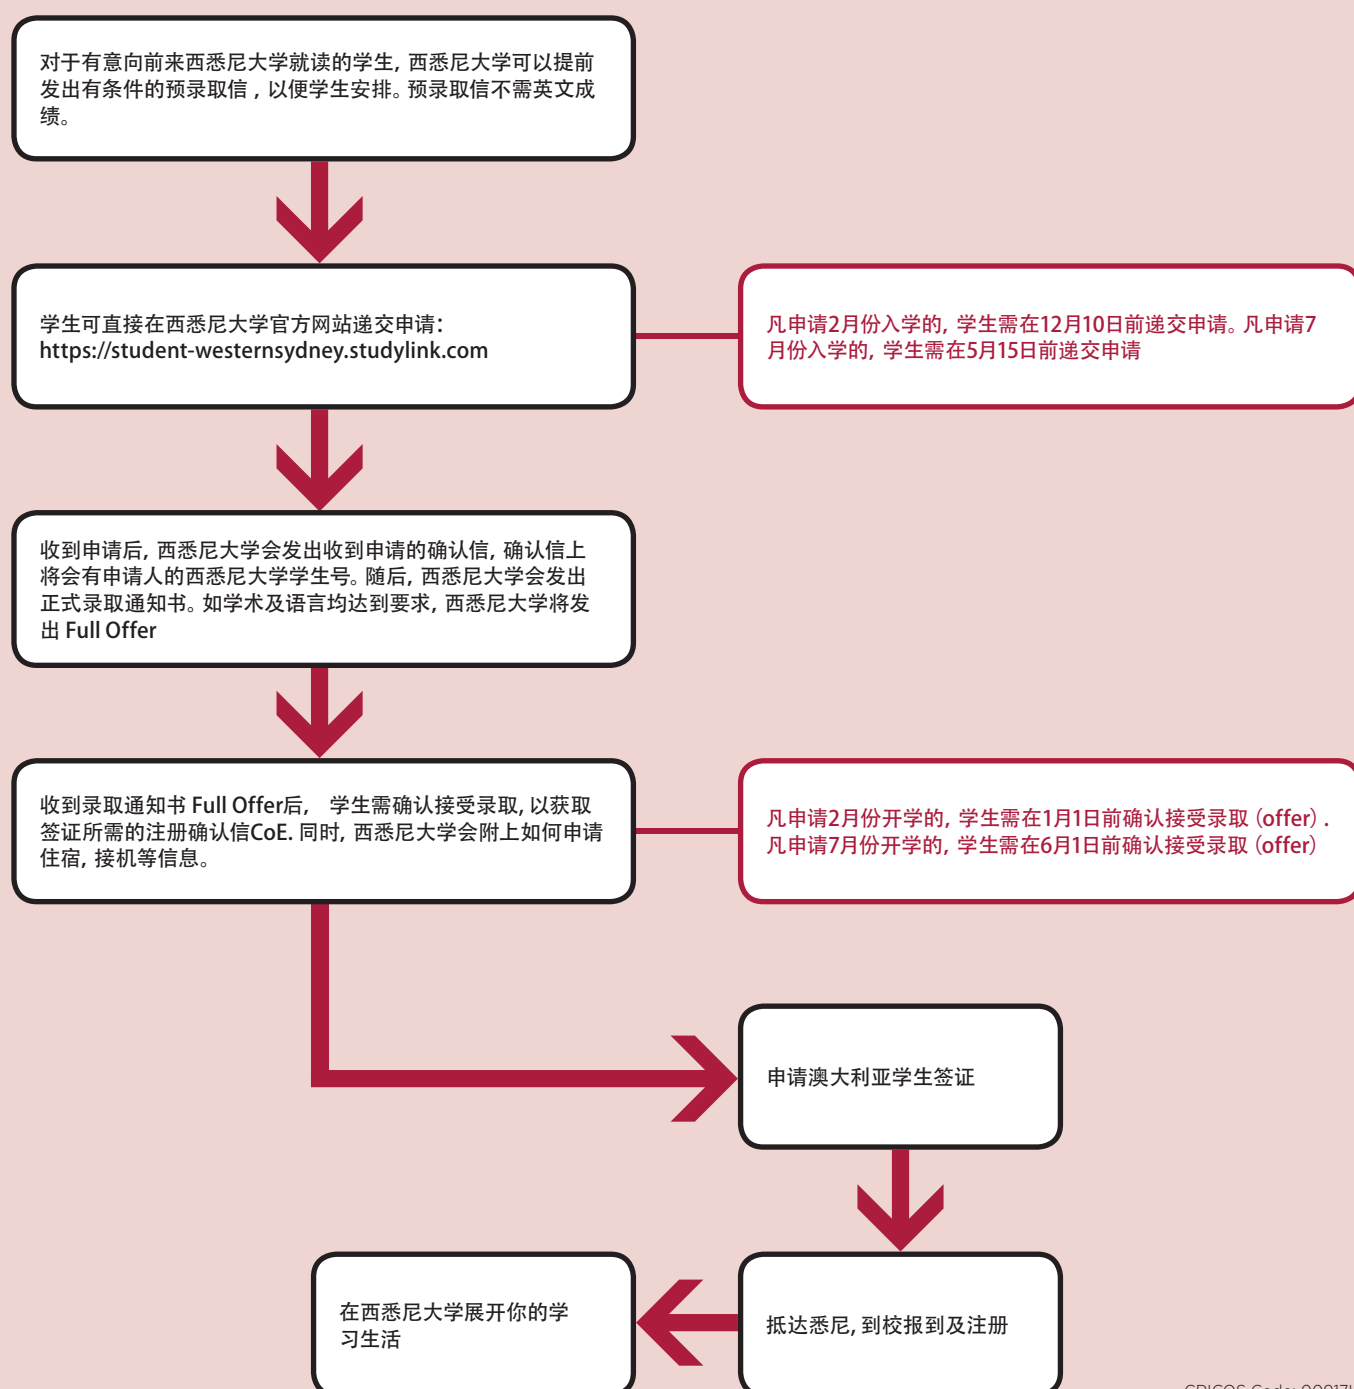 对于有意向前来西悉尼大学就读的学生, 西悉尼大学可以提前
发出有条件的预录取信 , 以便学生安排。预录取信不需英文成
绩。
学生可直接在西悉尼大学官方网站递交申请：
https://student-westernsydney.studylink.com
凡申请2月份入学的, 学生需在12月10日前递交申请。凡申请7
月份入学的, 学生需在5月15日前递交申请
收到申请后, 西悉尼大学会发出收到申请的确认信, 确认信上
将会有申请人的西悉尼大学学生号。随后, 西悉尼大学会发出
正式录取通知书。如学术及语言均达到要求, 西悉尼大学将发
出 Full Offer
收到录取通知书 Full Offer后, 学生需确认接受录取, 以获取
签证所需的注册确认信CoE. 同时, 西悉尼大学会附上如何申请
住宿, 接机等信息。
凡申请2月份开学的, 学生需在1月1日前确认接受录取 (offer) .
凡申请7月份开学的, 学生需在6月1日前确认接受录取 (offer)
申请澳大利亚学生签证
抵达悉尼, 到校报到及注册
在西悉尼大学展开你的学
习生活